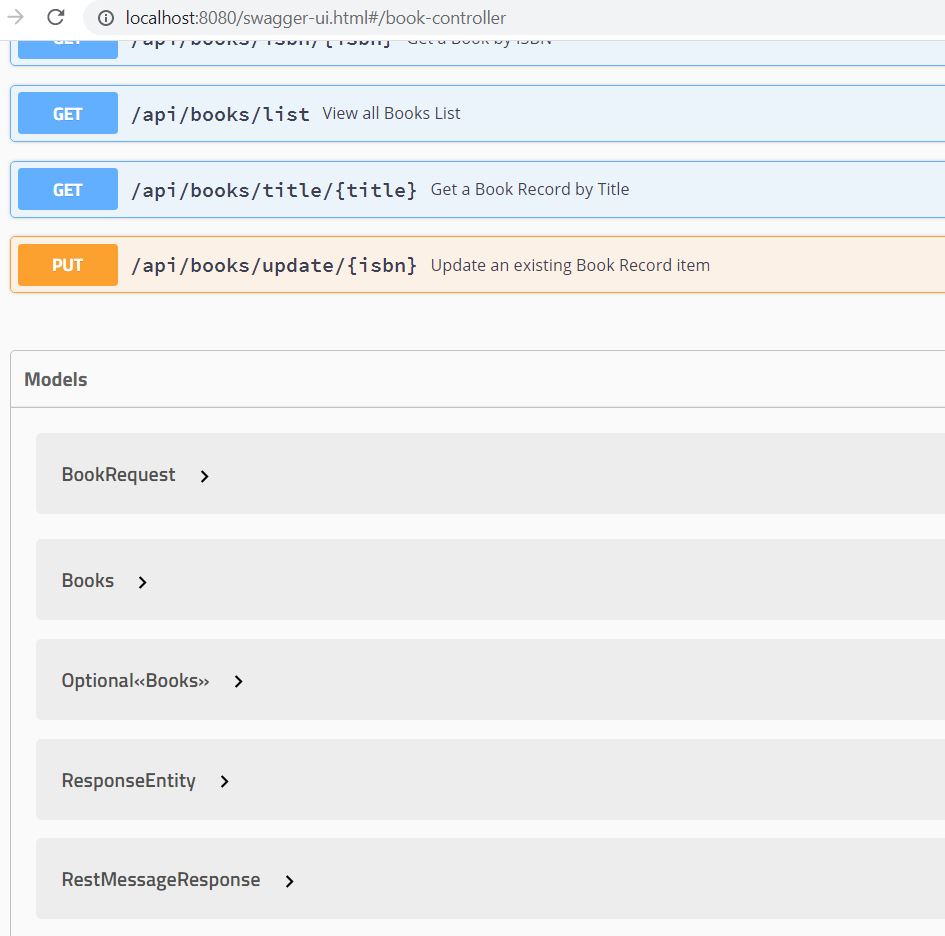 localhost:8080/swagger-ui.html#/book-controller
GET /api/books/isbn/{isbn} Get a Book by ISBN
GET /api/books/list View all Books List
GET /api/books/title/{title} Get a Book Record by Title
PUT /api/books/update/{isbn} Update an existing Book Record item
Models
BookRequest
Books
Optional«Books»
ResponseEntity
RestMessageResponse